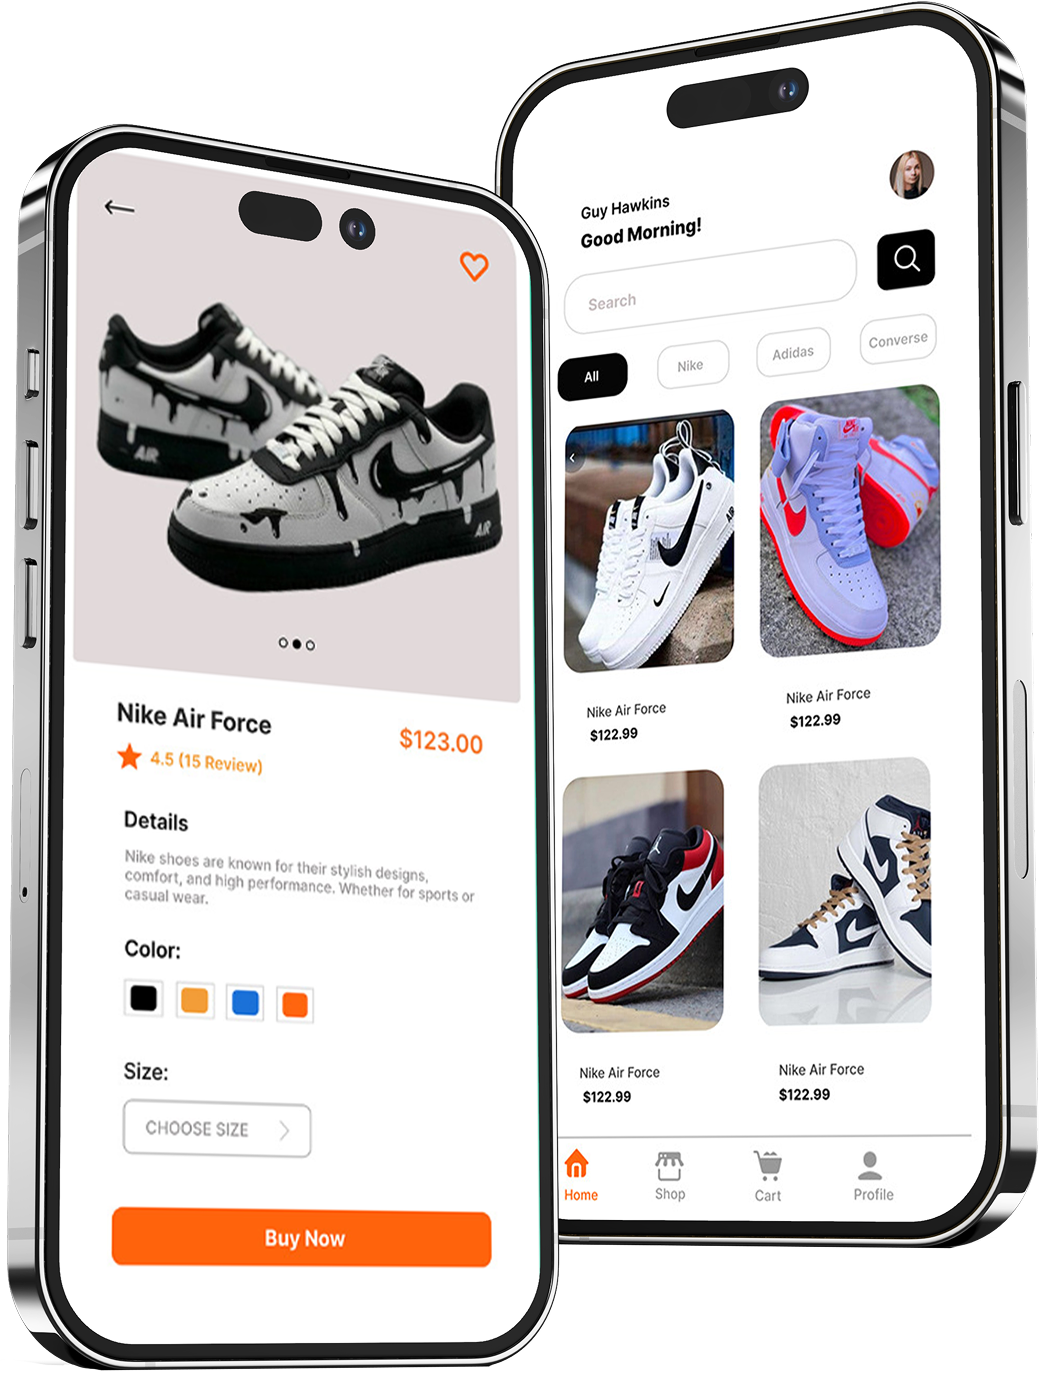 AIR
AIR
Nike Air Force
$123.00
4.5 (15 Review)
Details
Nike shoes are known for their stylish designs,
comfort, and high performance. Whether for sports or
casual wear.
Color:
Size:
CHOOSE SIZE
Buy Now
Guy Hawkins
Good Morning!
Search
All
Nike
Adidas
Converse
AIR
Nike Air Force
$122.99
Nike Air Force
$122.99
Nike Air Force
$122.99
Nike Air Force
$122.99
Home
Shop
Cart
Profile